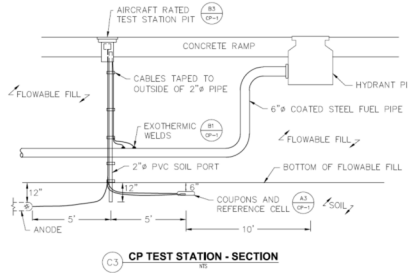 AIRCRAFT RATED
TEST STATION PIT
B3
CP-1
CONCRETE RAMP
CABLES TAPED TO
OUTSIDE OF 2"ø PIPE
HYDRANT PI
FLOWABLE FILL
6"ø COATED STEEL FUEL PIPE
EXOTHERMIC
WELDS
B1
CP-1
FLOWABLE FILL
2"ø PVC SOIL PORT
BOTTOM OF FLOWABLE FILL
12"
12"
6"
COUPONS AND
REFERENCE CELL
A3
CP-1
SOIL
5'
5'
10'
ANODE
C3
CP TEST STATION - SECTION
NTS